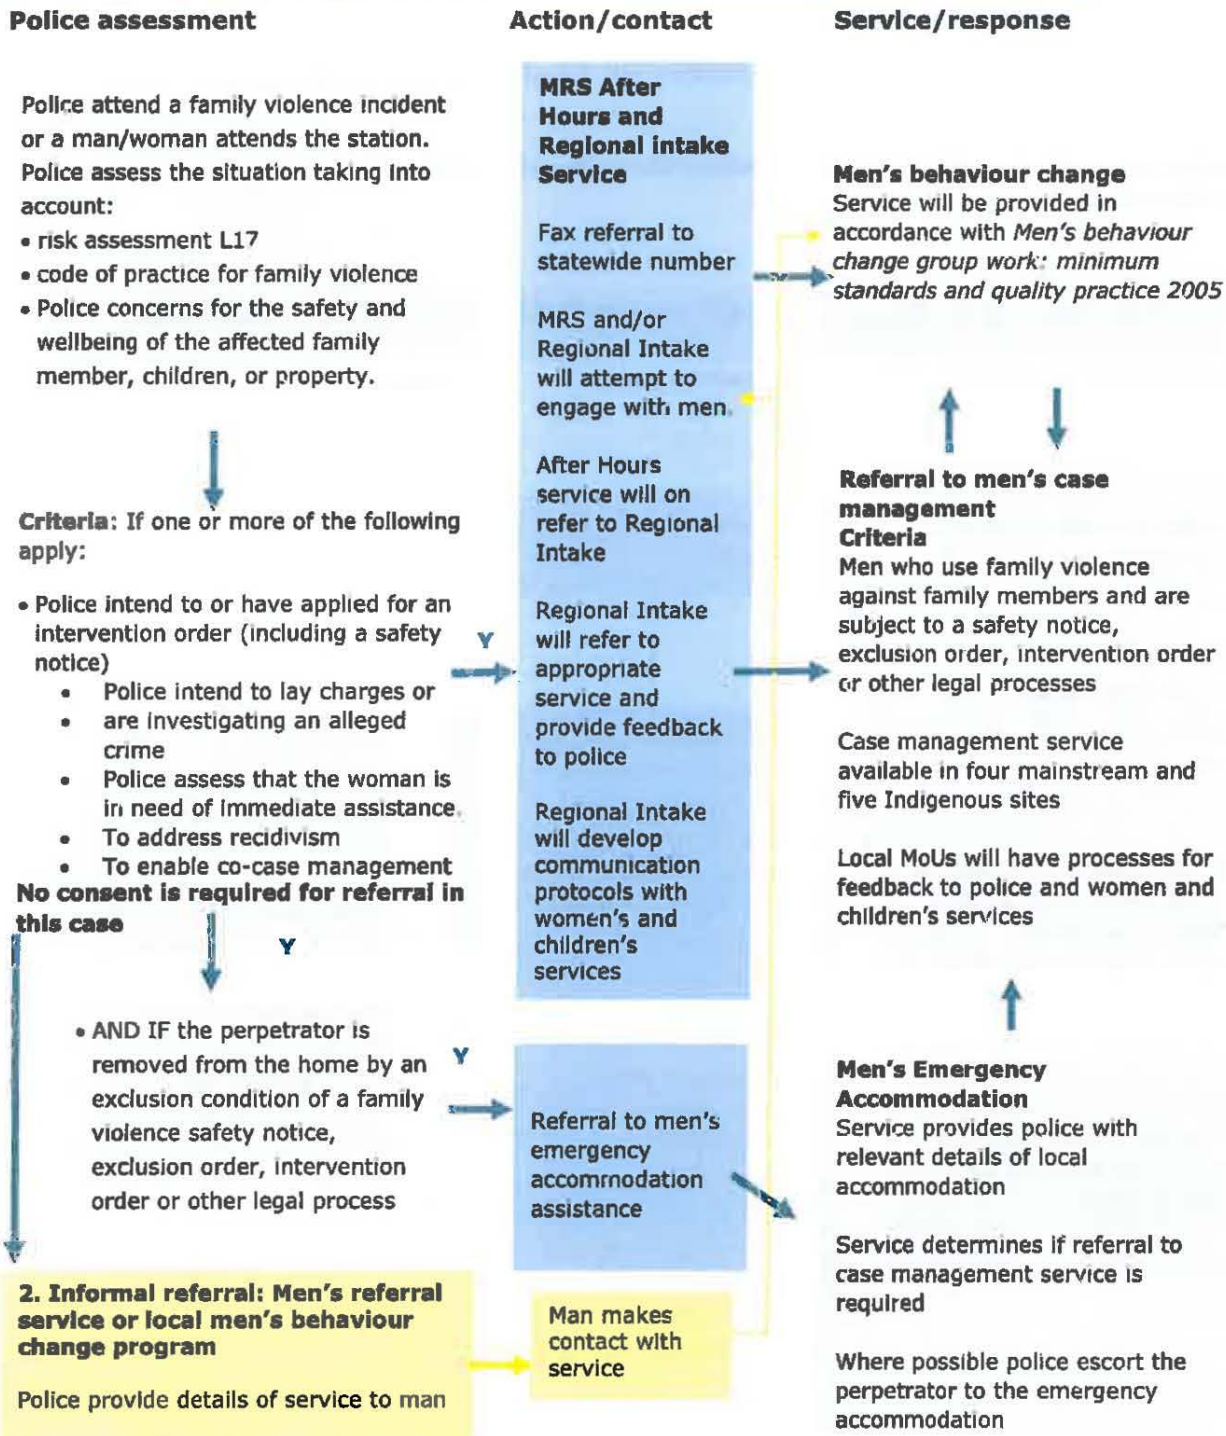 Police assessment
Police attend a family violence incident
or a man/woman attends the station.
Police assess the situation taking into
account:
• risk assessment L17
• code of practice for family violence
• Police concerns for the safety and
wellbeing of the affected family
member, children, or property.
Criteria: If one or more of the following
apply:
• Police intend to or have applied for an
intervention order (including a safety
notice)
• Police intend to lay charges or
• are investigating an alleged
crime
• Police assess that the woman is
in need of immediate assistance.
• To address recidivism
• To enable co-case management
No consent is required for referral in
this case
Y
Y
• AND IF the perpetrator is
removed from the home by an
exclusion condition of a family
violence safety notice,
exclusion order, intervention
order or other legal process
Y
2. Informal referral: Men's referral
service or local men's behaviour
change program
Police provide details of service to man
Action/contact
MRS After
Hours and
Regional intake
Service
Fax referral to
statewide number
MRS and/or
Regional Intake
will attempt to
engage with men.
After Hours
service will on
refer to Regional
Intake
Regional Intake
will refer to
appropriate
service and
provide feedback
to police
Regional Intake
will develop
communication
protocols with
women's and
children's
services
Referral to men's
emergency
accommodation
assistance
Man makes
contact with
service
Service/response
Men's behaviour change
Service will be provided in
accordance with Men's behaviour
change group work: minimum
standards and quality practice 2005
Referral to men's case
management
Criteria
Men who use family violence
against family members and are
subject to a safety notice,
exclusion order, intervention order
or other legal processes
Case management service
available in four mainstream and
five Indigenous sites
Local MoUs will have processes for
feedback to police and women and
children's services
Men's Emergency
Accommodation
Service provides police with
relevant details of local
accommodation
Service determines if referral to
case management service is
required
Where possible police escort the
perpetrator to the emergency
accommodation